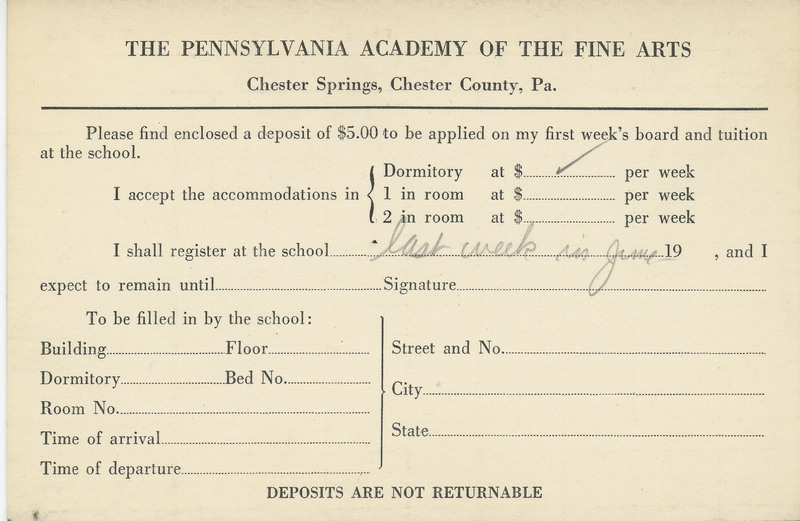 THE PENNSYLVANIA ACADEMY OF THE FINE ARTS
Chester Springs, Chester County, Pa.
Please find enclosed a deposit of $5.00 to be applied on my first week's board and tuition
at the school.
Dormitory at $ ✓ per week
I accept the accommodations in { 1 in room at $ per week
2 in room at $ per week
I shall register at the school last week in June 19 , and I
expect to remain until Signature
To be filled in by the school:
Building Floor
Dormitory Bed No.
Room No.
Time of arrival
Time of departure
Street and No.
City
State
DEPOSITS ARE NOT RETURNABLE